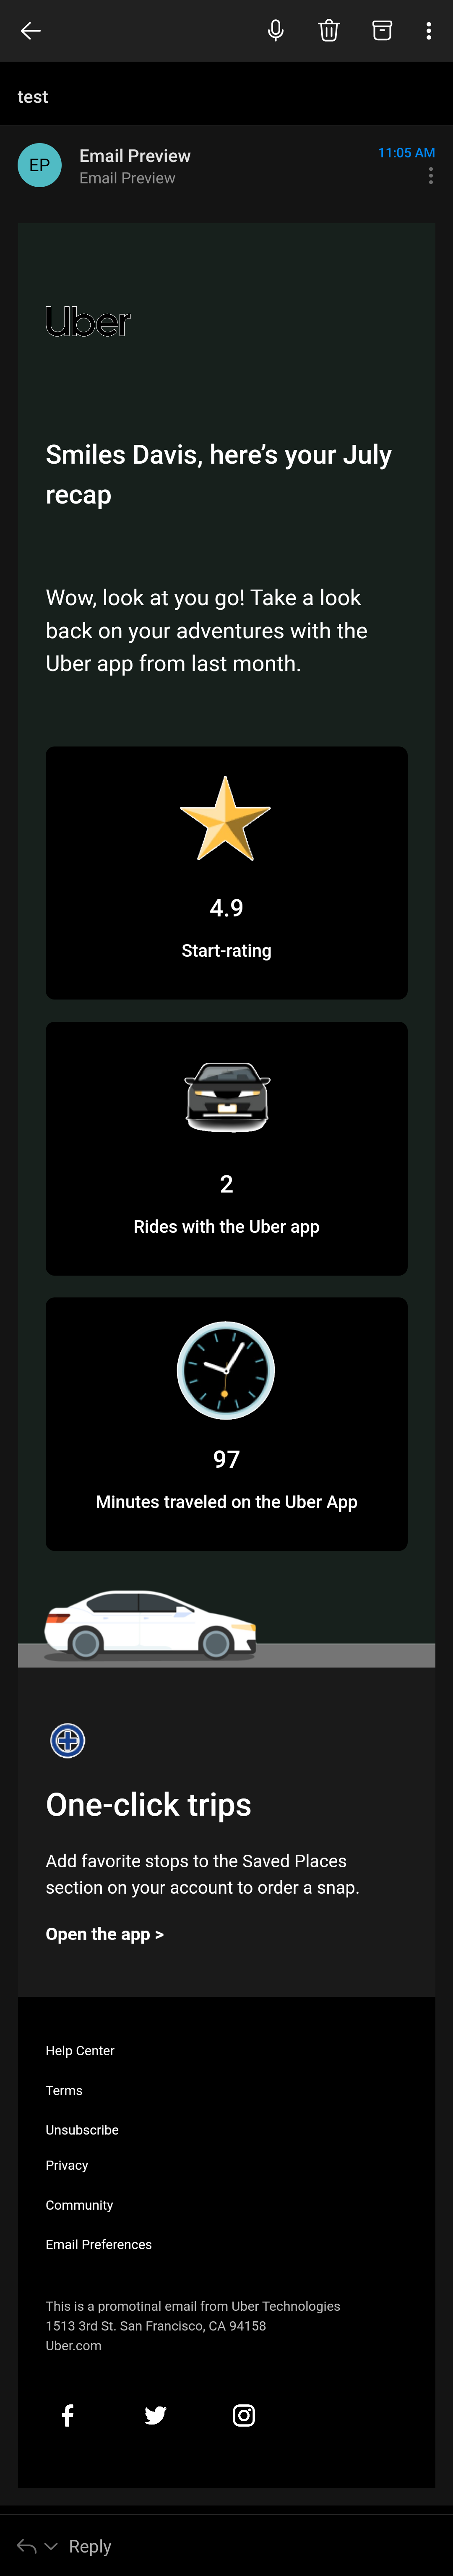 test
EP
Email Preview
11:05 AM
Email Preview
Uber
Smiles Davis, here’s your July
recap
Wow, look at you go! Take a look
back on your adventures with the
Uber app from last month.
4.9
Start-rating
2
Rides with the Uber app
97
Minutes traveled on the Uber App
One-click trips
Add favorite stops to the Saved Places
section on your account to order a snap.
Open the app >
Help Center
Terms
Unsubscribe
Privacy
Community
Email Preferences
This is a promotinal email from Uber Technologies
1513 3rd St. San Francisco, CA 94158
Uber.com
Reply